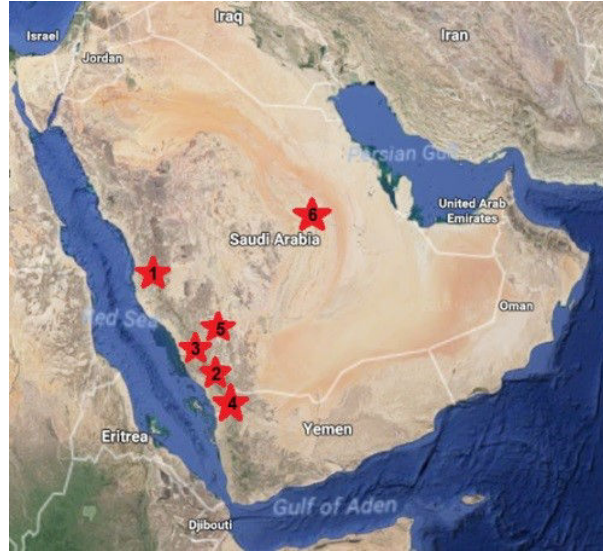 Iraq
Israel
Iran
Jordan
Persian Gulf
United Arab
Emirates
6
Saudi Arabia
1
Oman
Red Sea
5
3
2
4
Eritrea
Yemen
Gulf of Aden
Djibouti